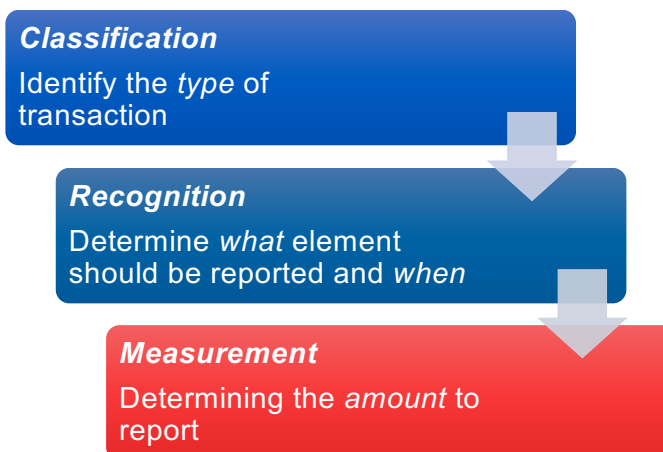 Classification
Identify the type of
transaction
Recognition
Determine what element
should be reported and when
Measurement
Determining the amount to
report